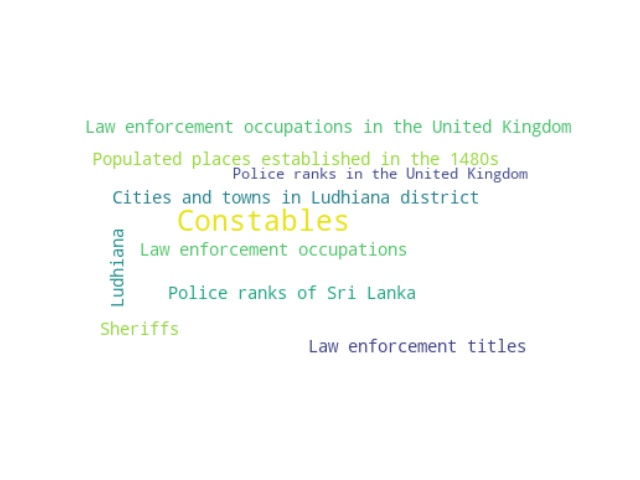 Law enforcement occupations in the United Kingdom
Populated places established in the 1480s
Police ranks in the United Kingdom
Cities and towns in Ludhiana district
Constables
Ludhiana
Law enforcement occupations
Police ranks of Sri Lanka
Sheriffs
Law enforcement titles